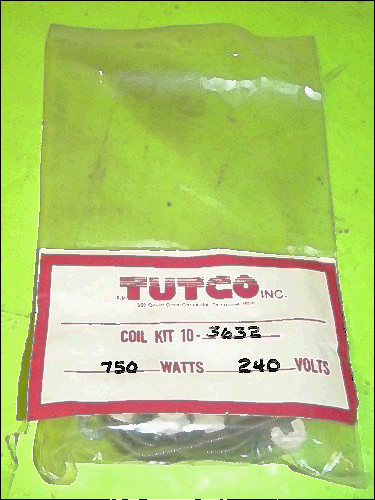 TUTCO INC.
COIL KIT 10-3632
750 WATTS 240 VOLTS